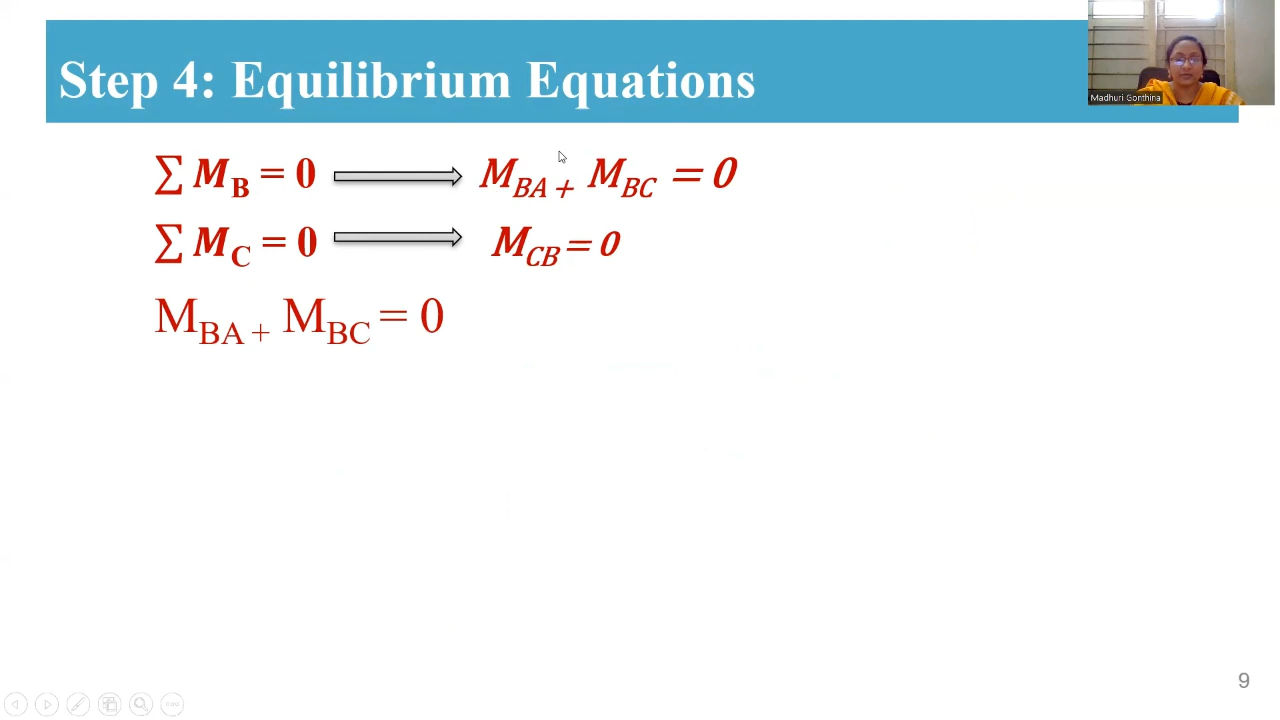 Step 4: Equilibrium Equations
Madhuri Gonthina
∑ M_B = 0 M_BA + M_BC = 0
∑ M_C = 0 M_CB = 0
M_BA + M_BC = 0
9